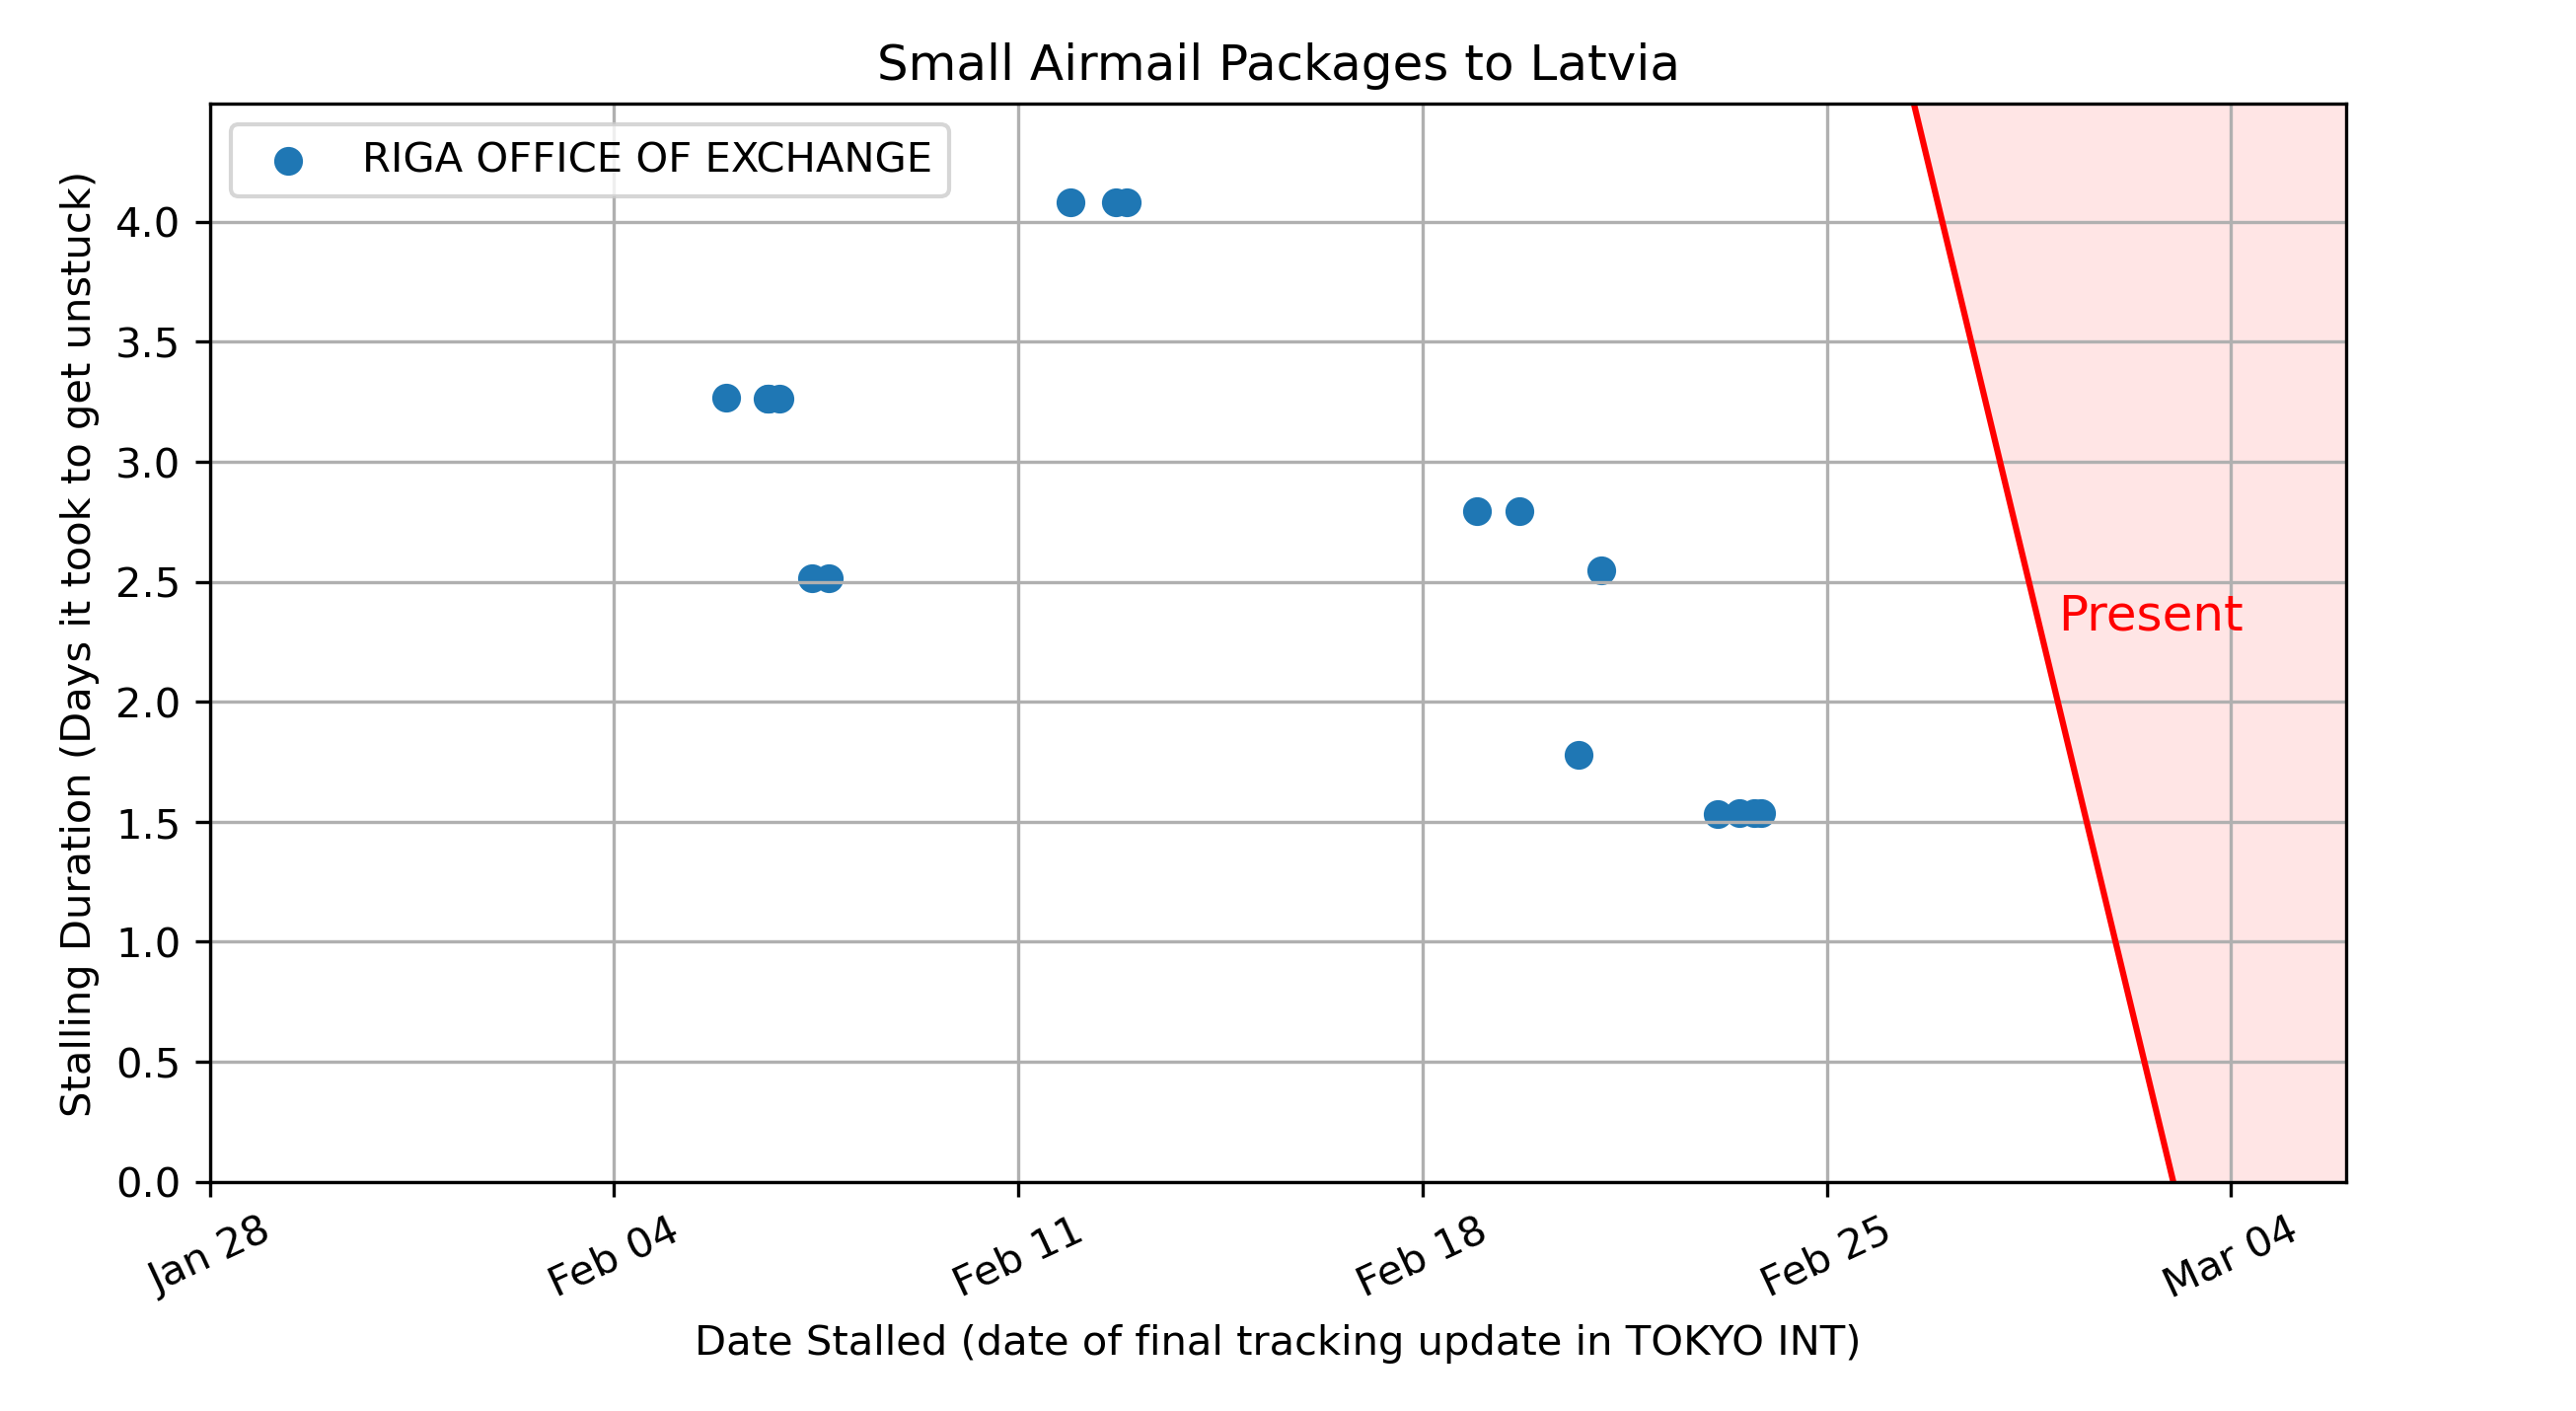 Small Airmail Packages to Latvia
RIGA OFFICE OF EXCHANGE
Stalling Duration (Days it took to get unstuck)
4.0
3.5
3.0
2.5
2.0
1.5
1.0
0.5
0.0
Present
Jan 28
Feb 04
Feb 11
Feb 18
Feb 25
Mar 04
Date Stalled (date of final tracking update in TOKYO INT)